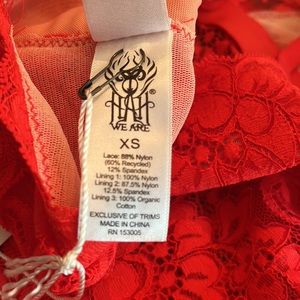 WE ARE
®
XS
Lace: 88% Nylon
(60% Recycled)
12% Spandex
Lining 1: 100% Nylon
Lining 2: 87.5% Nylon
12.5% Spandex
Lining 3: 100% Organic
Cotton
EXCLUSIVE OF TRIMS
MADE IN CHINA
RN 153005